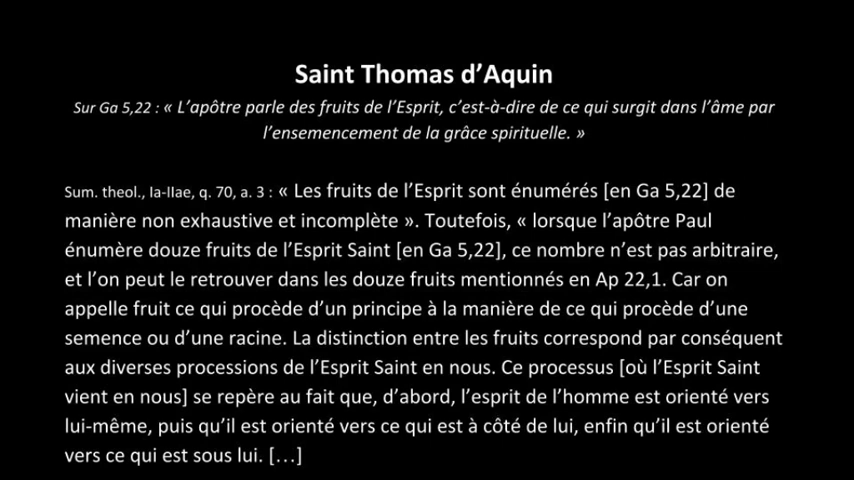 Saint Thomas d’Aquin
Sur Ga 5,22 : « L’apôtre parle des fruits de l’Esprit, c’est-à-dire de ce qui surgit dans l’âme par
l’ensemencement de la grâce spirituelle. »
Sum. theol., Ia-IIae, q. 70, a. 3 : « Les fruits de l’Esprit sont énumérés [en Ga 5,22] de
manière non exhaustive et incomplète ». Toutefois, « lorsque l’apôtre Paul
énumère douze fruits de l’Esprit Saint [en Ga 5,22], ce nombre n’est pas arbitraire,
et l’on peut le retrouver dans les douze fruits mentionnés en Ap 22,1. Car on
appelle fruit ce qui procède d’un principe à la manière de ce qui procède d’une
semence ou d’une racine. La distinction entre les fruits correspond par conséquent
aux diverses processions de l’Esprit Saint en nous. Ce processus [où l’Esprit Saint
vient en nous] se repère au fait que, d’abord, l’esprit de l’homme est orienté vers
lui-même, puis qu’il est orienté vers ce qui est à côté de lui, enfin qu’il est orienté
vers ce qui est sous lui. […]